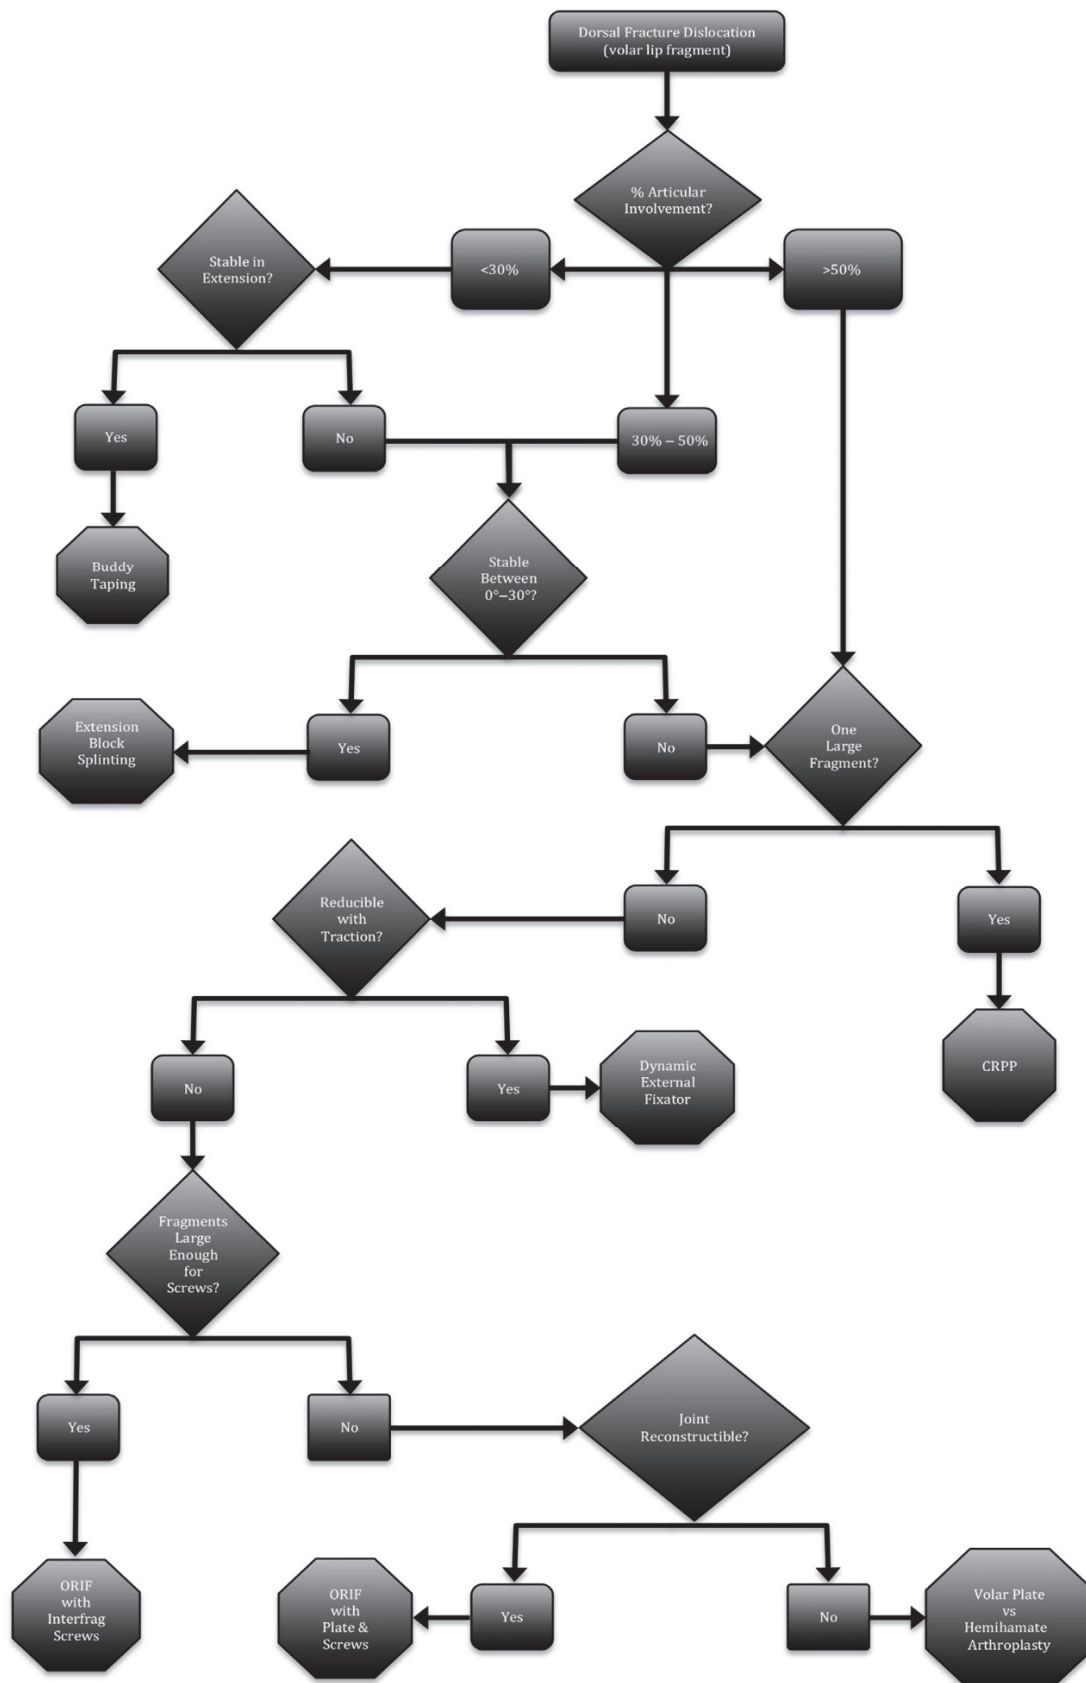 Dorsal Fracture Dislocation
(volar lip fragment)
% Articular
Involvement?
Stable in
Extension?
<30%
>50%
Yes
No
30% – 50%
Buddy
Taping
Stable
Between
0°–30°?
Extension
Block
Splinting
Yes
No
One
Large
Fragment?
Reducible
with
Traction?
No
Yes
No
Yes
Dynamic
External
Fixator
CRPP
Fragments
Large
Enough
for
Screws?
Yes
No
Joint
Reconstructible?
ORIF
with
Interfrag
Screws
ORIF
with
Plate &
Screws
Yes
No
Volar Plate
vs
Hemihamate
Arthroplasty